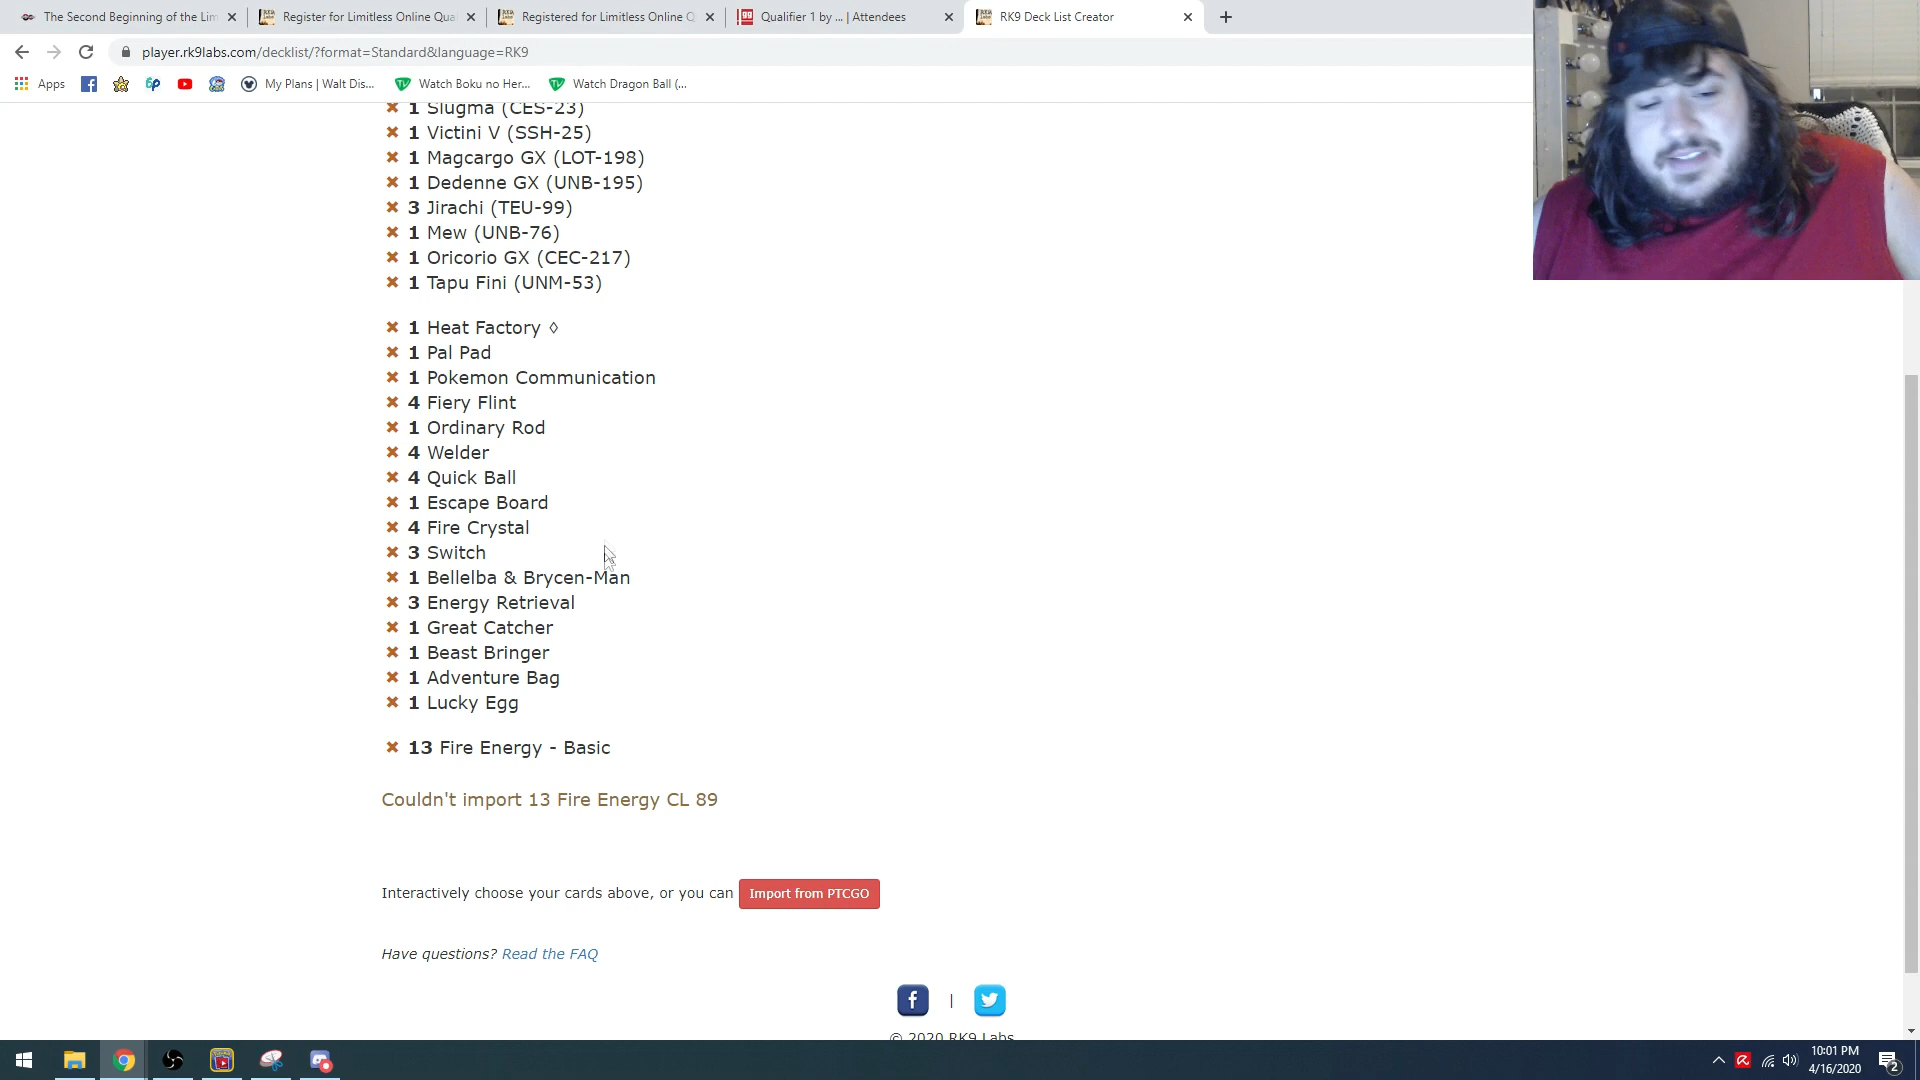 The Second Beginning of the Lim
Register for Limitless Online Qua
Registered for Limitless Online Q
Qualifier 1 by ... | Attendees
RK9 Deck List Creator
player.rk9labs.com/decklist/?format=Standard&language=RK9
Apps
My Plans | Walt Dis...
Watch Boku no Her...
Watch Dragon Ball (...
1 Slugma (CES-23)
1 Victini V (SSH-25)
1 Magcargo GX (LOT-198)
1 Dedenne GX (UNB-195)
3 Jirachi (TEU-99)
1 Mew (UNB-76)
1 Oricorio GX (CEC-217)
1 Tapu Fini (UNM-53)
1 Heat Factory ◊
1 Pal Pad
1 Pokemon Communication
4 Fiery Flint
1 Ordinary Rod
4 Welder
4 Quick Ball
1 Escape Board
4 Fire Crystal
3 Switch
1 Bellelba & Brycen-Man
3 Energy Retrieval
1 Great Catcher
1 Beast Bringer
1 Adventure Bag
1 Lucky Egg
13 Fire Energy - Basic
Couldn't import 13 Fire Energy CL 89
Interactively choose your cards above, or you can Import from PTCGO
Have questions? Read the FAQ
|
© 2020 RK9 Labs
10:01 PM
4/16/2020
2